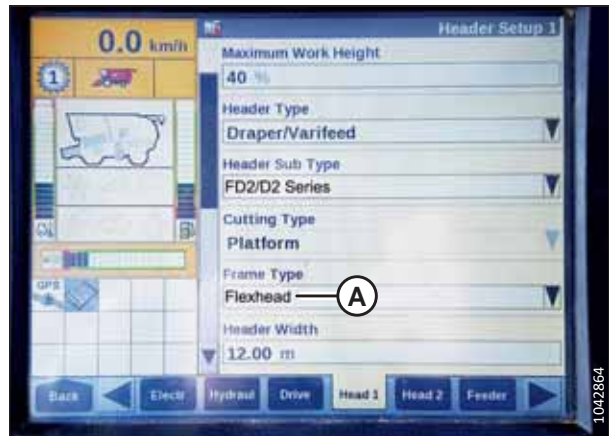 0.0 km/h
Header Setup 1
1
Maximum Work Height
40 %
Header Type
Draper/Varifeed
Header Sub Type
FD2/D2 Series
Cutting Type
Platform
Frame Type
Flexhead
A
GPS
Header Width
12.00 m
Back
Electr
Hydraul
Drive
Head 1
Head 2
Feeder
1042864